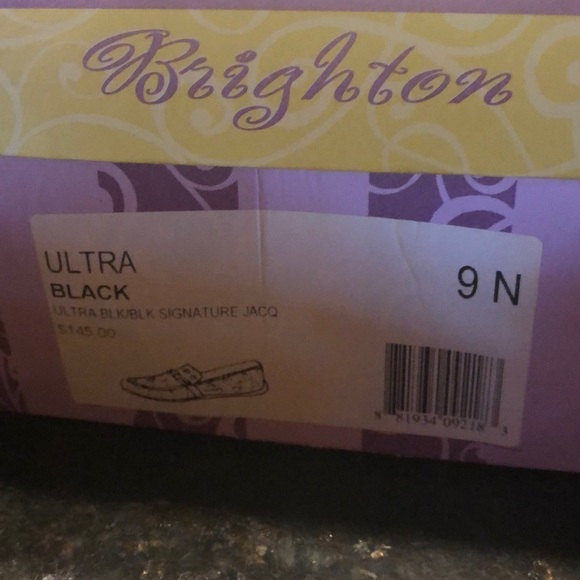 Brighton
ULTRA
9 N
BLACK
ULTRA BLK/BLK SIGNATURE JACQ
$145.00
8 81934 09218 3